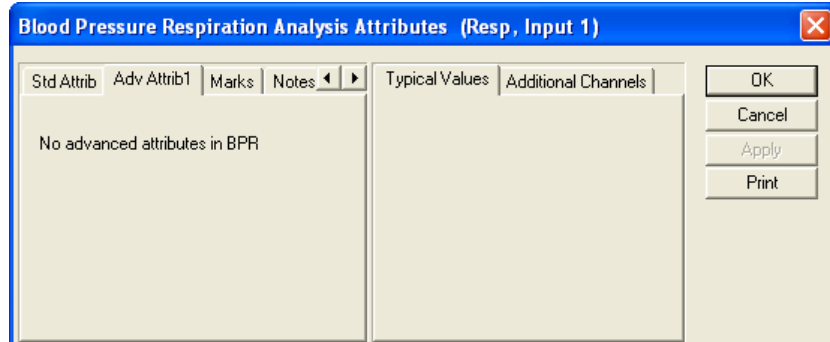 Blood Pressure Respiration Analysis Attributes (Resp, Input 1)
Std Attrib Adv Attrib1 Marks Notes Typical Values Additional Channels OK
Cancel
No advanced attributes in BPR
Apply
Print